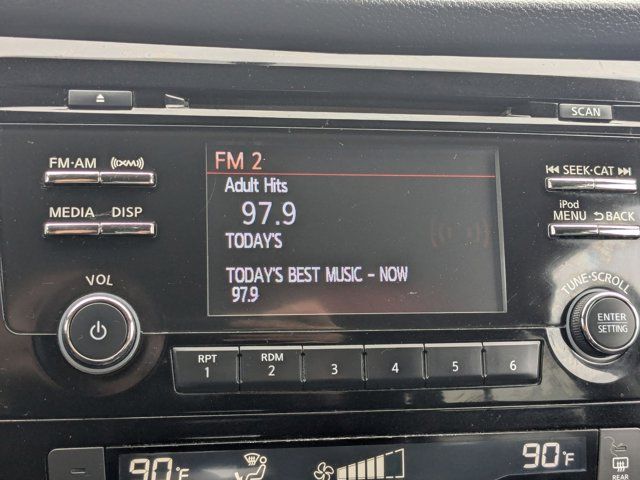 SCAN
FM·AM
((XM))
SEEK·CAT
MEDIA
DISP
iPod
MENU
BACK
FM 2
Adult Hits
97.9
TODAY'S
TODAY'S BEST MUSIC - NOW
97.9
VOL
TUNE·SCROLL
ENTER
SETTING
RPT
1
RDM
2
3
4
5
6
90°F
90°F
REAR